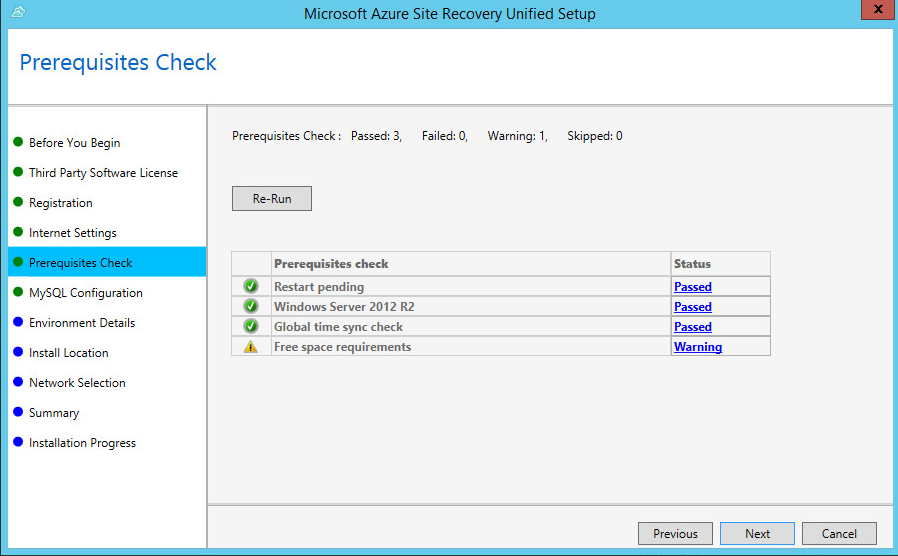 Microsoft Azure Site Recovery Unified Setup
X
Prerequisites Check
Before You Begin
Third Party Software License
Registration
Internet Settings
Prerequisites Check
MySQL Configuration
Environment Details
Install Location
Network Selection
Summary
Installation Progress
Prerequisites Check : Passed: 3, Failed: 0, Warning: 1, Skipped: 0
Re-Run
Prerequisites check Status
Restart pending Passed
Windows Server 2012 R2 Passed
Global time sync check Passed
Free space requirements Warning
Previous Next Cancel